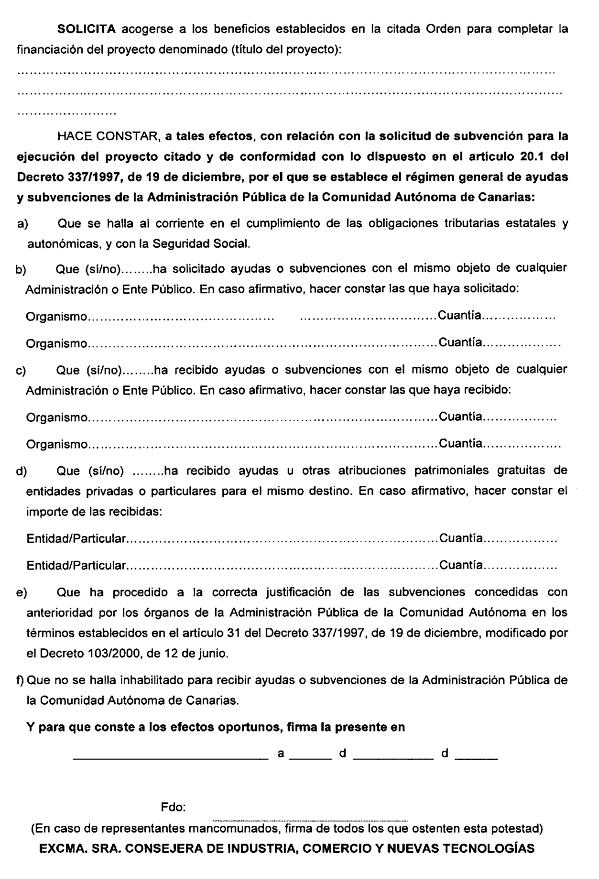 SOLICITA acogerse a los beneficios establecidos en la citada Orden para completar la
financiación del proyecto denominado (título del proyecto):
..............................................................................................................................
..............................................................................................................................
........................
HACE CONSTAR, a tales efectos, con relación con la solicitud de subvención para la
ejecución del proyecto citado y de conformidad con lo dispuesto en el artículo 20.1 del
Decreto 337/1997, de 19 de diciembre, por el que se establece el régimen general de ayudas
y subvenciones de la Administración Pública de la Comunidad Autónoma de Canarias:
a) Que se halla al corriente en el cumplimiento de las obligaciones tributarias estatales y
autonómicas, y con la Seguridad Social.
b) Que (sí/no)........ha solicitado ayudas o subvenciones con el mismo objeto de cualquier
Administración o Ente Público. En caso afirmativo, hacer constar las que haya solicitado:
Organismo............................................. .................................Cuantía..................
Organismo.....................................................................................Cuantía...................
c) Que (sí/no)........ha recibido ayudas o subvenciones con el mismo objeto de cualquier
Administración o Ente Público. En caso afirmativo, hacer constar las que haya recibido:
Organismo.....................................................................................Cuantía..................
Organismo.....................................................................................Cuantía...................
d) Que (sí/no) ........ha recibido ayudas u otras atribuciones patrimoniales gratuitas de
entidades privadas o particulares para el mismo destino. En caso afirmativo, hacer constar el
importe de las recibidas:
Entidad/Particular............................................................................Cuantía..................
Entidad/Particular............................................................................Cuantía..................
e) Que ha procedido a la correcta justificación de las subvenciones concedidas con
anterioridad por los órganos de la Administración Pública de la Comunidad Autónoma en los
términos establecidos en el artículo 31 del Decreto 337/1997, de 19 de diciembre, modificado por
el Decreto 103/2000, de 12 de junio.
f) Que no se halla inhabilitado para recibir ayudas o subvenciones de la Administración Pública de
la Comunidad Autónoma de Canarias.
Y para que conste a los efectos oportunos, firma la presente en
____________________________ a ______ d ____________ d ______
Fdo: ................................................
(En caso de representantes mancomunados, firma de todos los que ostenten esta potestad)
EXCMA. SRA. CONSEJERA DE INDUSTRIA, COMERCIO Y NUEVAS TECNOLOGÍAS